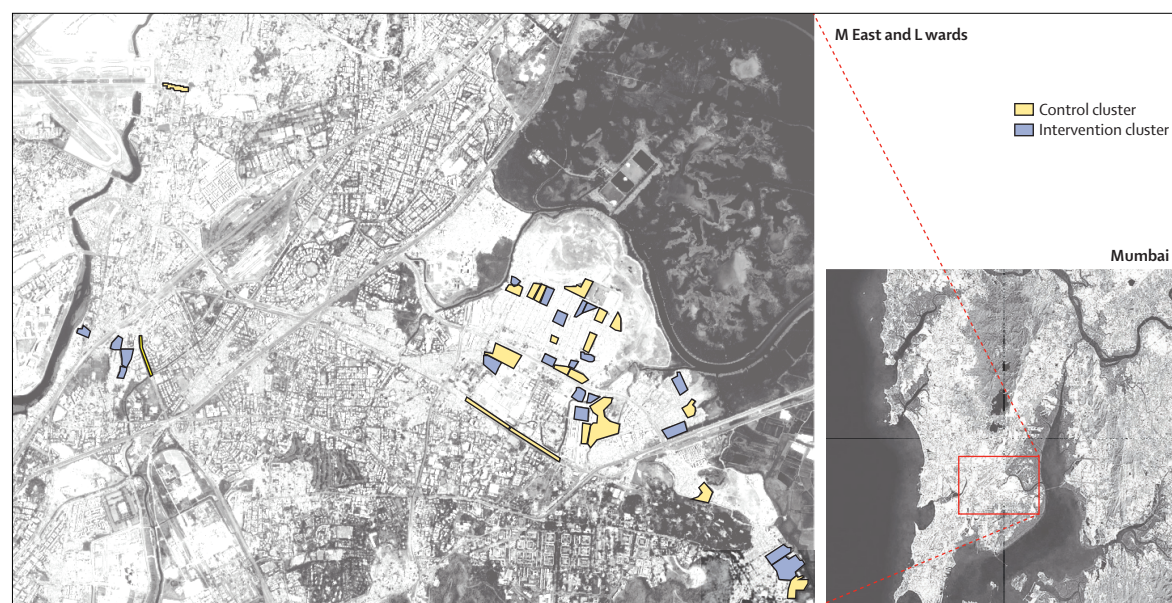 M East and L wards
Control cluster
Intervention cluster
Mumbai